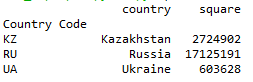 country square
Country Code
KZ Kazakhstan 2724902
RU Russia 17125191
UA Ukraine 603628